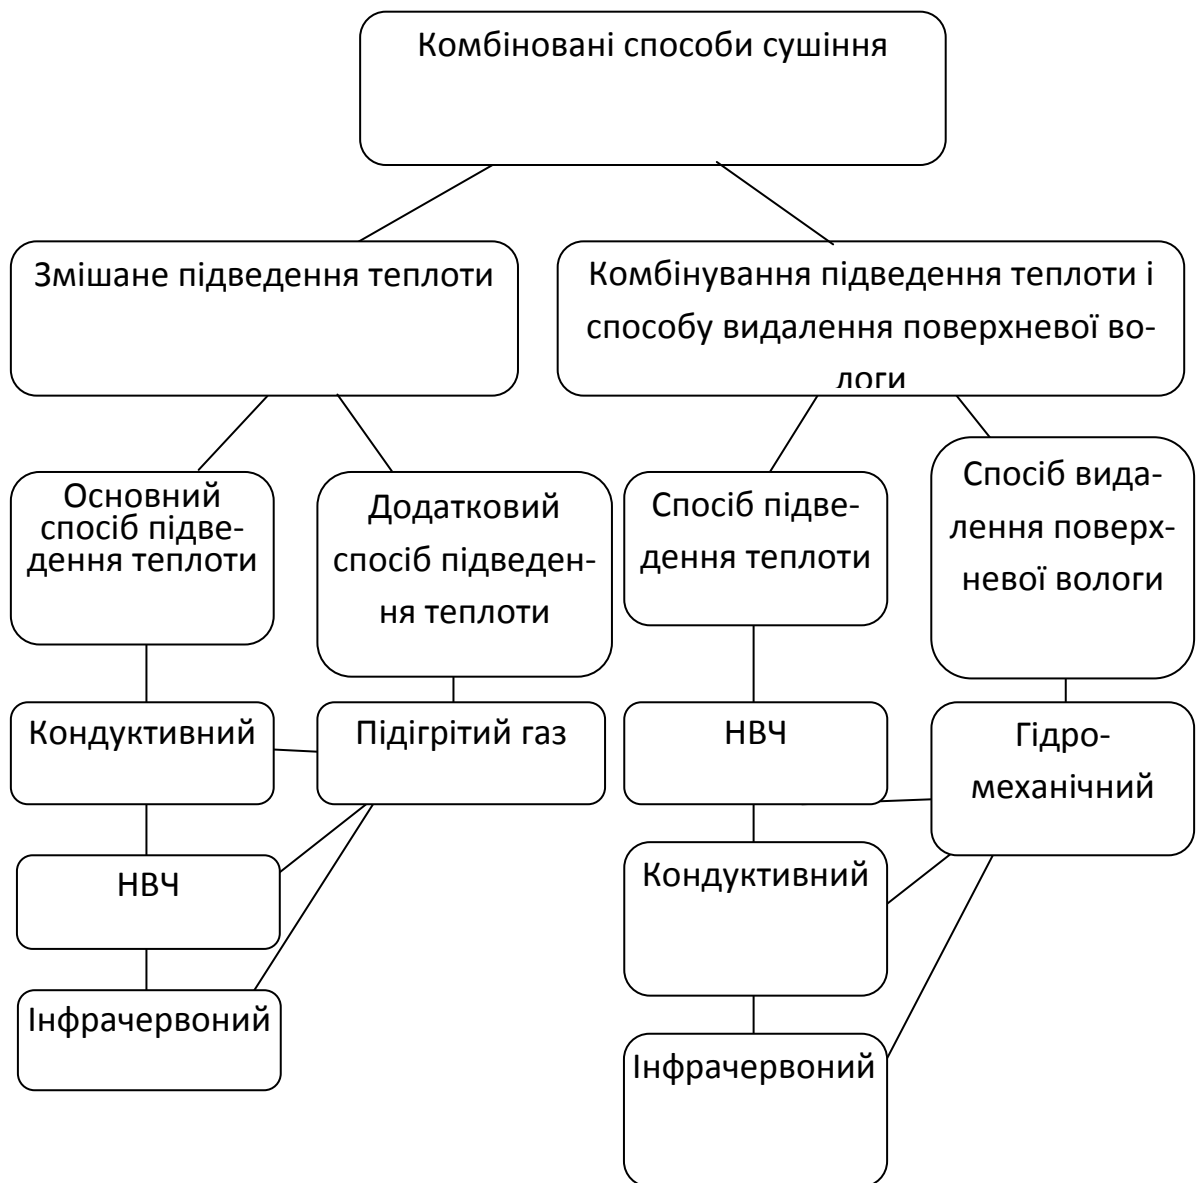 Комбіновані способи сушіння
Змішане підведення теплоти
Комбінування підведення теплоти і
способу видалення поверхневої во-
логи
Основний
спосіб підве-
дення теплоти
Додатковий
спосіб підведен-
ня теплоти
Спосіб підве-
дення теплоти
Спосіб вида-
лення поверх-
невої вологи
Кондуктивний
Підігрітий газ
НВЧ
Гідро-
механічний
НВЧ
Кондуктивний
Інфрачервоний
Інфрачервоний